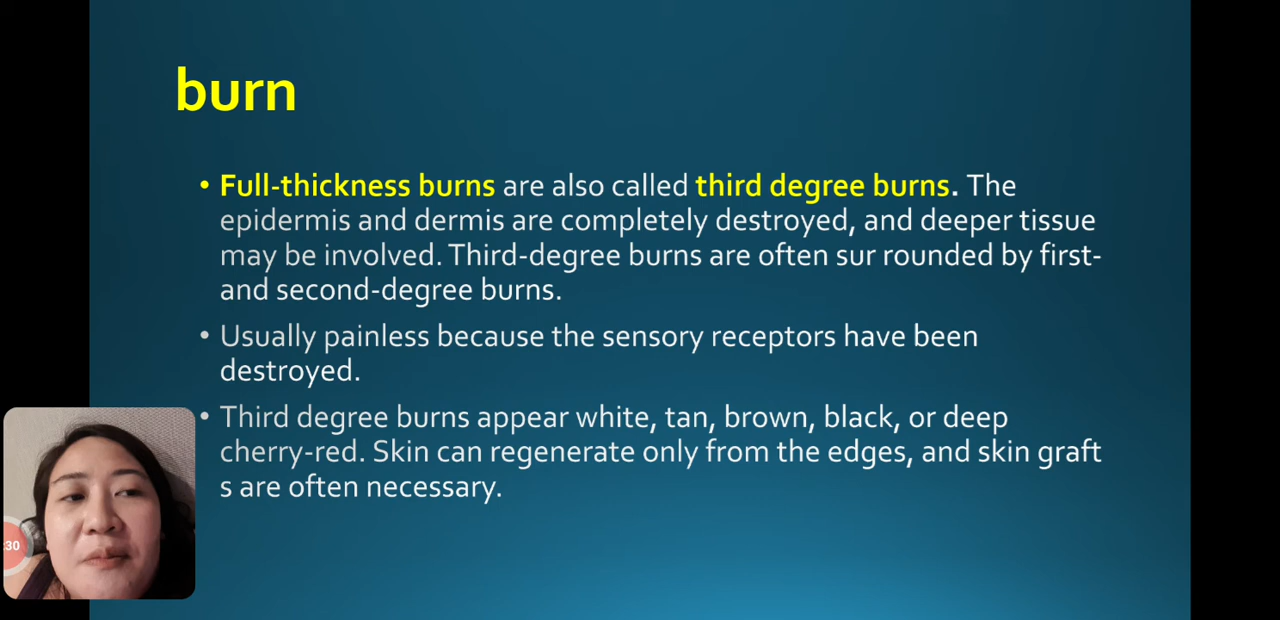 burn
• Full-thickness burns are also called third degree burns. The
epidermis and dermis are completely destroyed, and deeper tissue
may be involved. Third-degree burns are often sur rounded by first-
and second-degree burns.
• Usually painless because the sensory receptors have been
destroyed.
• Third degree burns appear white, tan, brown, black, or deep
cherry-red. Skin can regenerate only from the edges, and skin graft
s are often necessary.
:30